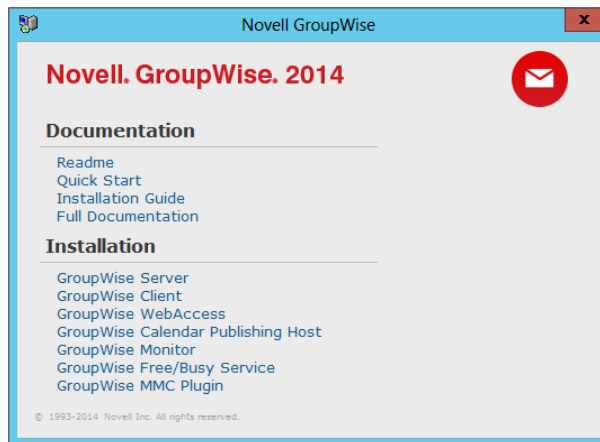 Novell GroupWise
x
Novell. GroupWise. 2014
Documentation
Readme
Quick Start
Installation Guide
Full Documentation
Installation
GroupWise Server
GroupWise Client
GroupWise WebAccess
GroupWise Calendar Publishing Host
GroupWise Monitor
GroupWise Free/Busy Service
GroupWise MMC Plugin
© 1993-2014 Novell Inc. All rights reserved.